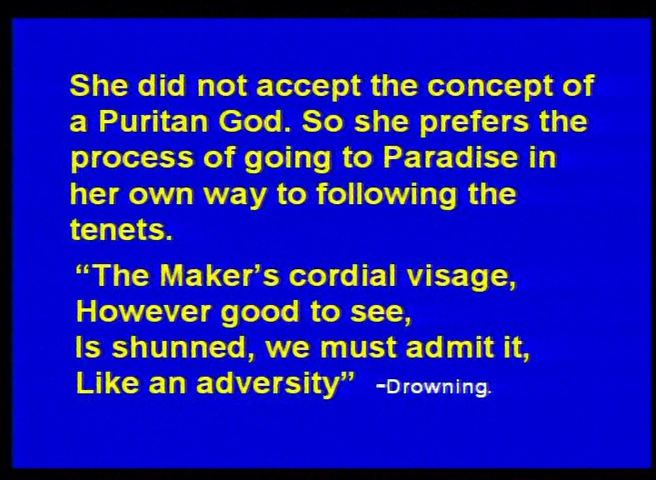 She did not accept the concept of
a Puritan God. So she prefers the
process of going to Paradise in
her own way to following the
tenets.
“The Maker’s cordial visage,
However good to see,
Is shunned, we must admit it,
Like an adversity” -Drowning.